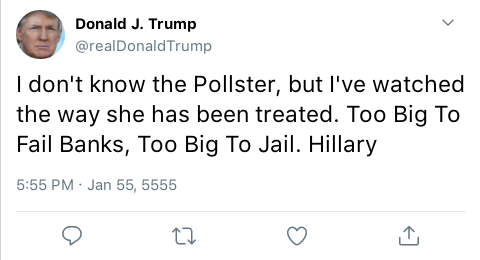 Donald J. Trump
@realDonaldTrump
I don't know the Pollster, but I've watched
the way she has been treated. Too Big To
Fail Banks, Too Big To Jail. Hillary
5:55 PM · Jan 55, 5555